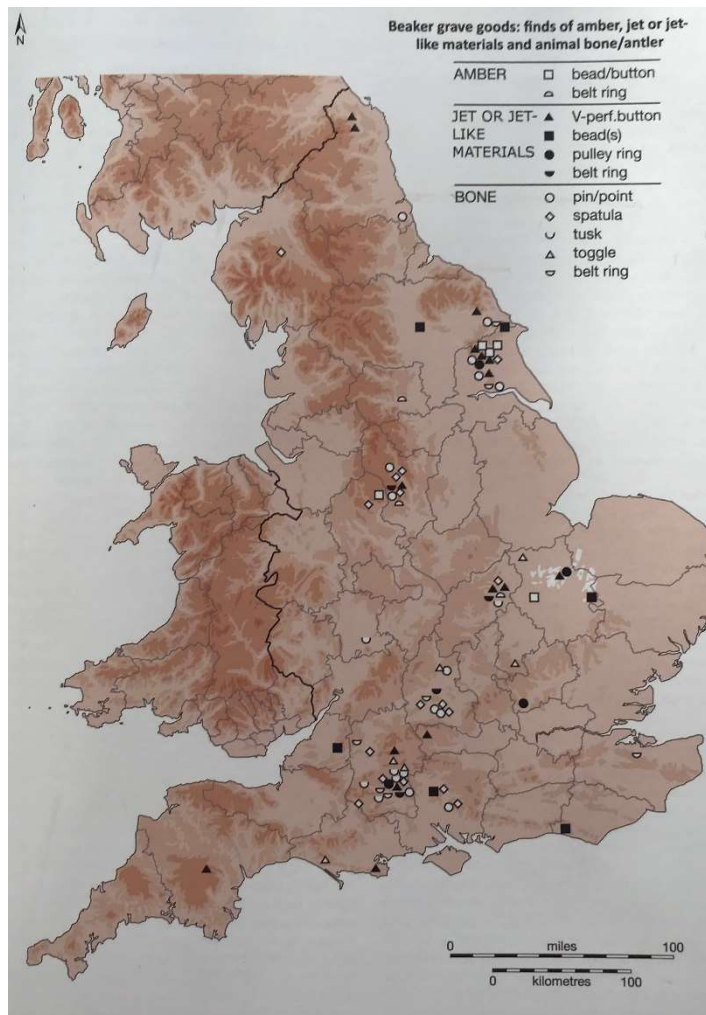 N
Beaker grave goods: finds of amber, jet or jet-
like materials and animal bone/antler
AMBER bead/button
belt ring
JET OR JET- V-perf.button
LIKE bead(s)
MATERIALS pulley ring
belt ring
BONE pin/point
spatula
tusk
toggle
belt ring
0 miles 100
0 kilometres 100